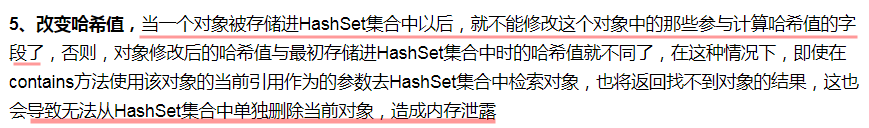 5、改变哈希值，当一个对象被存储进HashSet集合中以后，就不能修改这个对象中的那些参与计算哈希值的字
段了，否则，对象修改后的哈希值与最初存储进HashSet集合中时的哈希值就不同了，在这种情况下，即使在
contains方法使用该对象的当前引用作为的参数去HashSet集合中检索对象，也将返回找不到对象的结果，这也
会导致无法从HashSet集合中单独删除当前对象，造成内存泄露